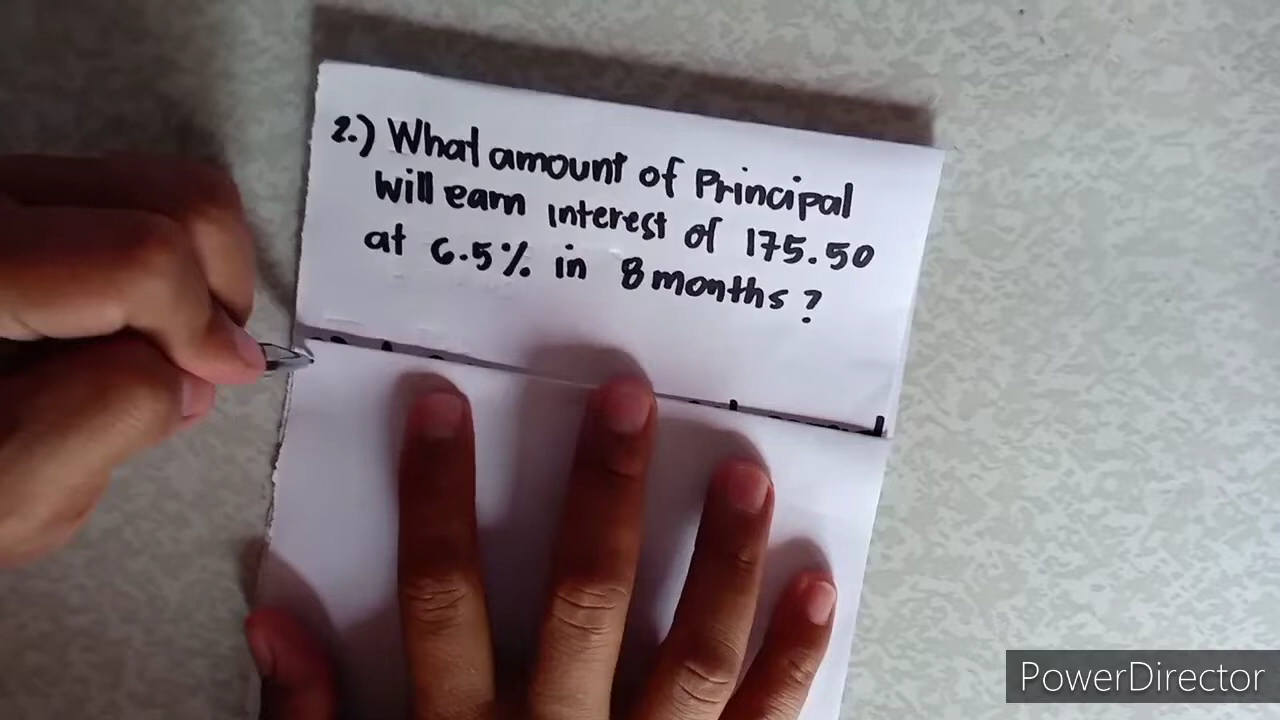 2.) What amount of Principal
will earn interest of 175.50
at 6.5% in 8 months?
PowerDirector